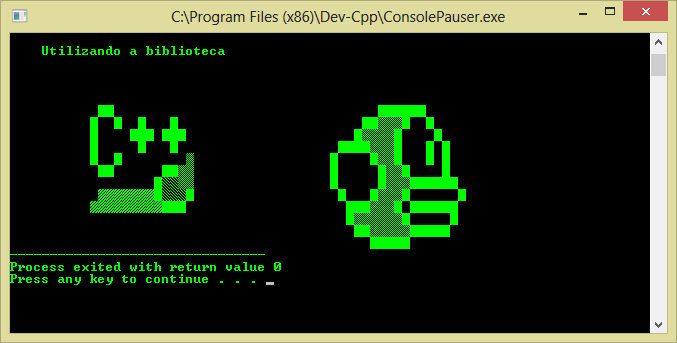 C:\Program Files (x86)\Dev-Cpp\ConsolePauser.exe
Utilizando a biblioteca
C++
--------------------------------
Process exited with return value 0
Press any key to continue . . .